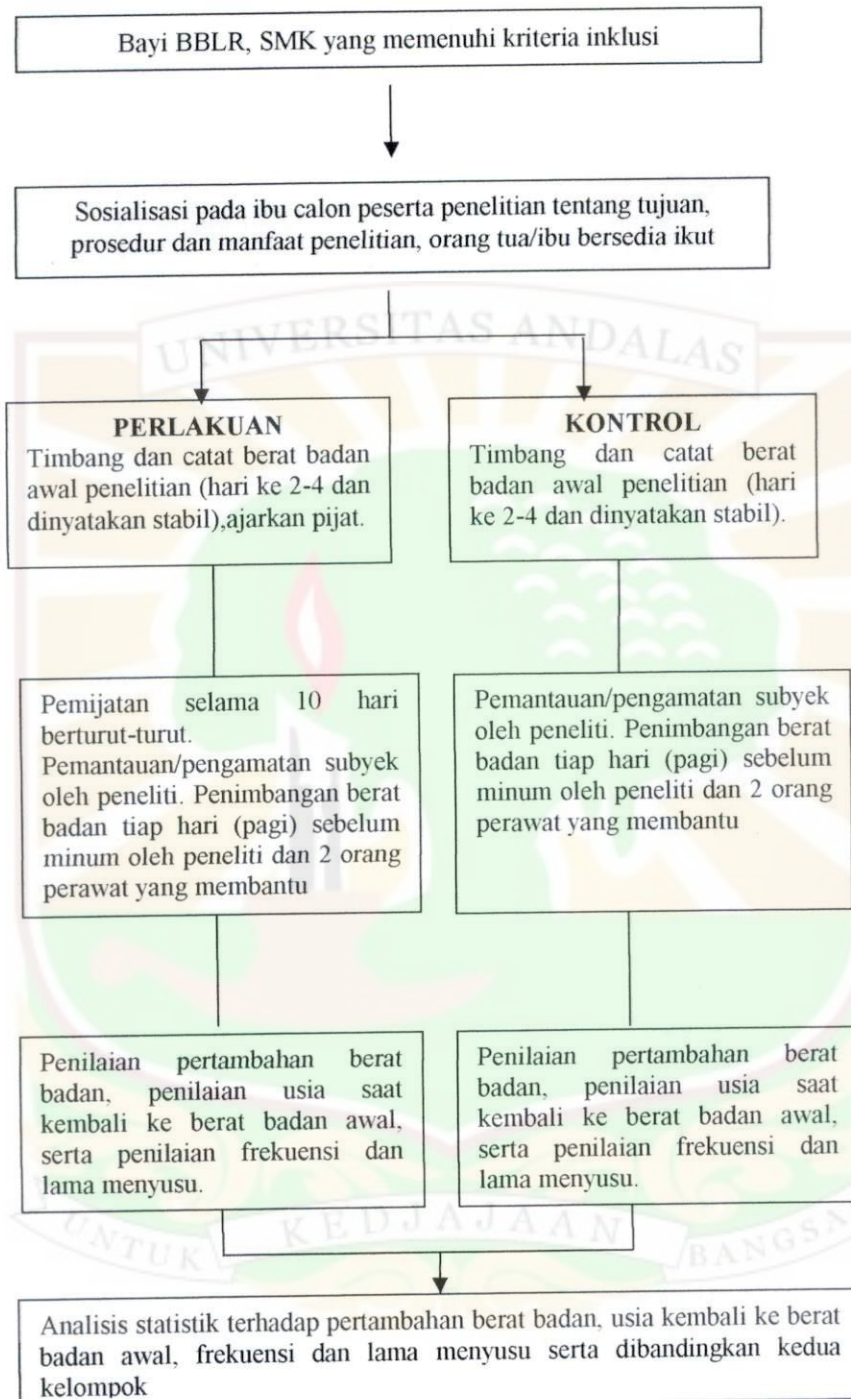 Bayi BBLR, SMK yang memenuhi kriteria inklusi
Sosialisasi pada ibu calon peserta penelitian tentang tujuan,
prosedur dan manfaat penelitian, orang tua/ibu bersedia ikut
UNIVERSITAS ANDALAS
PERLAKUAN
Timbang dan catat berat badan
awal penelitian (hari ke 2-4 dan
dinyatakan stabil),ajarkan pijat.
KONTROL
Timbang dan catat berat
badan awal penelitian (hari
ke 2-4 dan dinyatakan stabil).
Pemijatan selama 10 hari
berturut-turut.
Pemantauan/pengamatan subyek
oleh peneliti. Penimbangan berat
badan tiap hari (pagi) sebelum
minum oleh peneliti dan 2 orang
perawat yang membantu
Pemantauan/pengamatan subyek
oleh peneliti. Penimbangan berat
badan tiap hari (pagi) sebelum
minum oleh peneliti dan 2 orang
perawat yang membantu
Penilaian pertambahan berat
badan, penilaian usia saat
kembali ke berat badan awal,
serta penilaian frekuensi dan
lama menyusu.
Penilaian pertambahan berat
badan, penilaian usia saat
kembali ke berat badan awal,
serta penilaian frekuensi dan
lama menyusu.
UNTUK KEDJAJAAN BANGSA
Analisis statistik terhadap pertambahan berat badan, usia kembali ke berat
badan awal, frekuensi dan lama menyusu serta dibandingkan kedua
kelompok